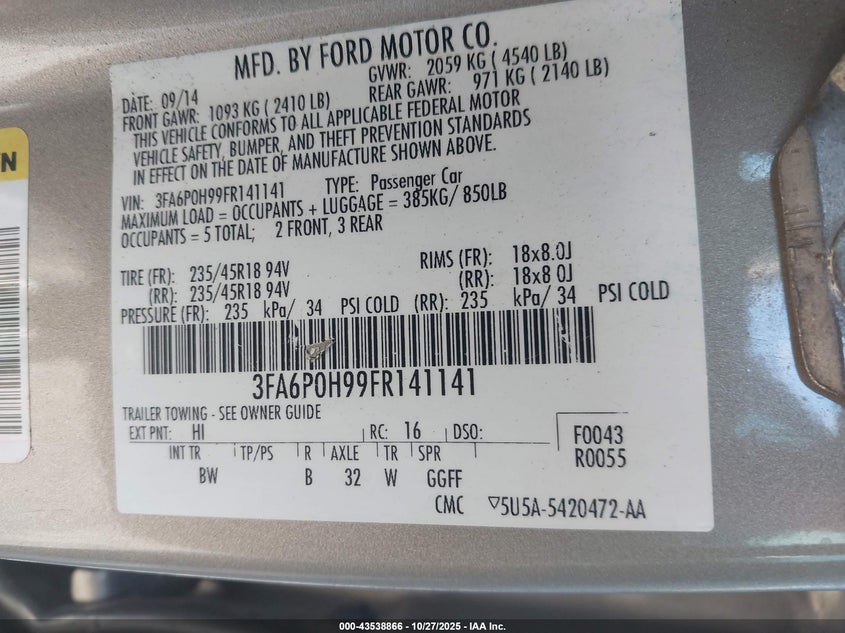 MFD. BY FORD MOTOR CO.
DATE: 09/14 GVWR: 2059 KG ( 4540 LB)
FRONT GAWR: 1093 KG ( 2410 LB) REAR GAWR: 971 KG ( 2140 LB)
THIS VEHICLE CONFORMS TO ALL APPLICABLE FEDERAL MOTOR
VEHICLE SAFETY, BUMPER, AND THEFT PREVENTION STANDARDS
IN EFFECT ON THE DATE OF MANUFACTURE SHOWN ABOVE.
VIN: 3FA6P0H99FR141141 TYPE: Passenger Car
MAXIMUM LOAD = OCCUPANTS + LUGGAGE = 385KG/ 850LB
OCCUPANTS = 5 TOTAL; 2 FRONT, 3 REAR
TIRE (FR): 235/45R18 94V RIMS (FR): 18x8.0J
(RR): 235/45R18 94V (RR): 18x8 0J
PRESSURE (FR): 235 kPa/ 34 PSI COLD (RR): 235 kPa/ 34 PSI COLD
3FA6P0H99FR141141
TRAILER TOWING - SEE OWNER GUIDE
EXT PNT: HI RC: 16 DSO: F0043
INT TR TP/PS R AXLE TR SPR R0055
BW B 32 W GGFF
CMC ▽5U5A-5420472-AA
000-43538866 • 10/27/2025 • IAA Inc.